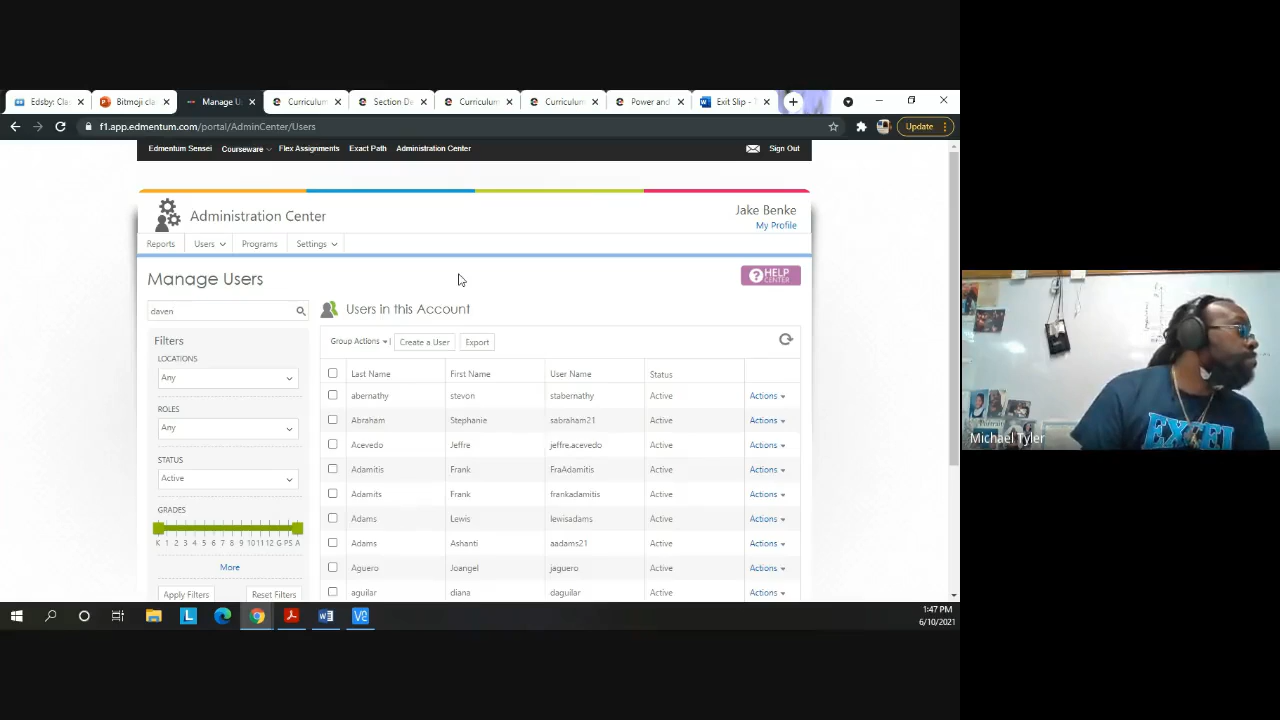 Edsby: Cla
Bitmoji cla
Manage U
Curriculum
Section De
Curriculum
Curriculum
Power and
Exit Slip -
f1.app.edmentum.com/portal/AdminCenter/Users
Update
Edmentum Sensei Courseware Flex Assignments Exact Path Administration Center Sign Out
Administration Center
Jake Benke
My Profile
Reports Users Programs Settings
Manage Users
HELP CENTER
daven
Users in this Account
Filters
LOCATIONS
Any
ROLES
Any
STATUS
Active
GRADES
K 1 2 3 4 5 6 7 8 9 10 11 12 G PS A
More
Apply Filters Reset Filters
Group Actions | Create a User Export
Last Name First Name User Name Status
abernathy stevon stabernathy Active Actions
Abraham Stephanie sabraham21 Active Actions
Acevedo Jeffre jeffre.acevedo Active Actions
Adamitis Frank FraAdamitis Active Actions
Adamits Frank frankadamitis Active Actions
Adams Lewis lewisadams Active Actions
Adams Ashanti aadams21 Active Actions
Aguero Joangel jaguero Active Actions
aguilar diana daguilar Active Actions
1:47 PM
6/10/2021
Michael Tyler
EXCEL